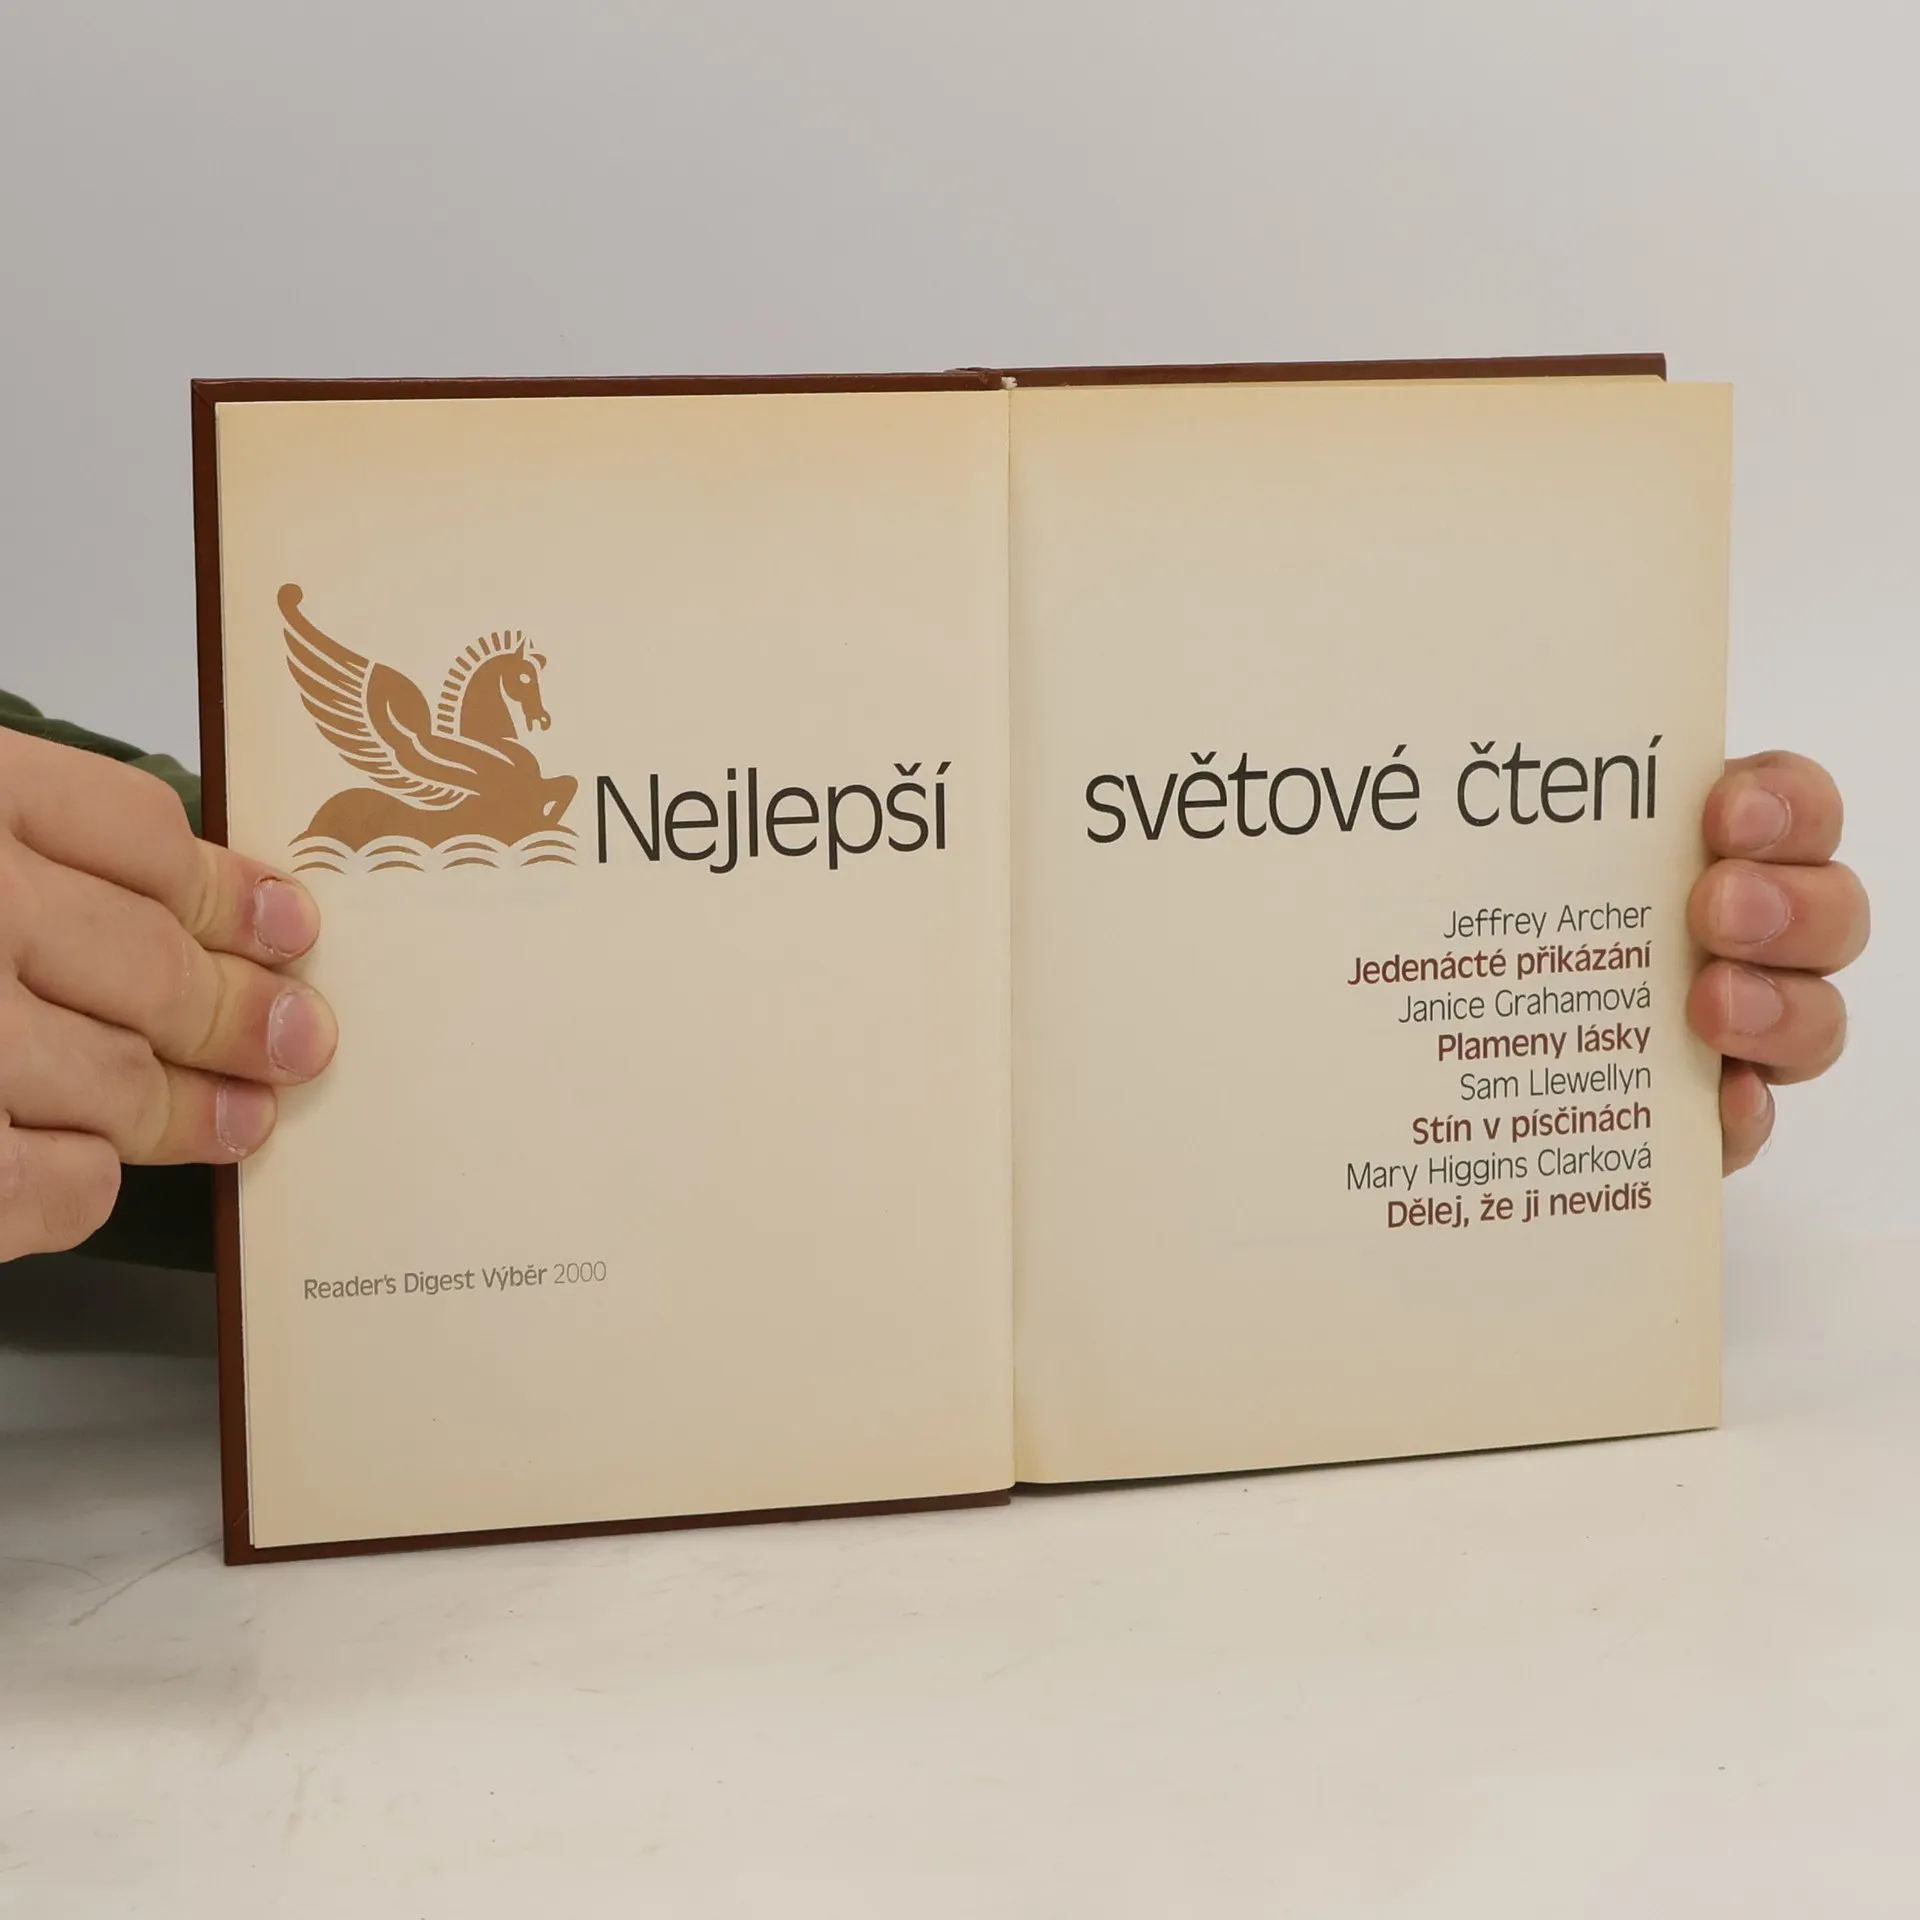 Nejlepší
světové čtení
Jeffrey Archer
Jedenácté přikázání
Janice Grahamová
Plameny lásky
Sam Llewellyn
Stín v písčinách
Mary Higgins Clarková
Dělej, že ji nevidíš
Reader's Digest Výběr 2000